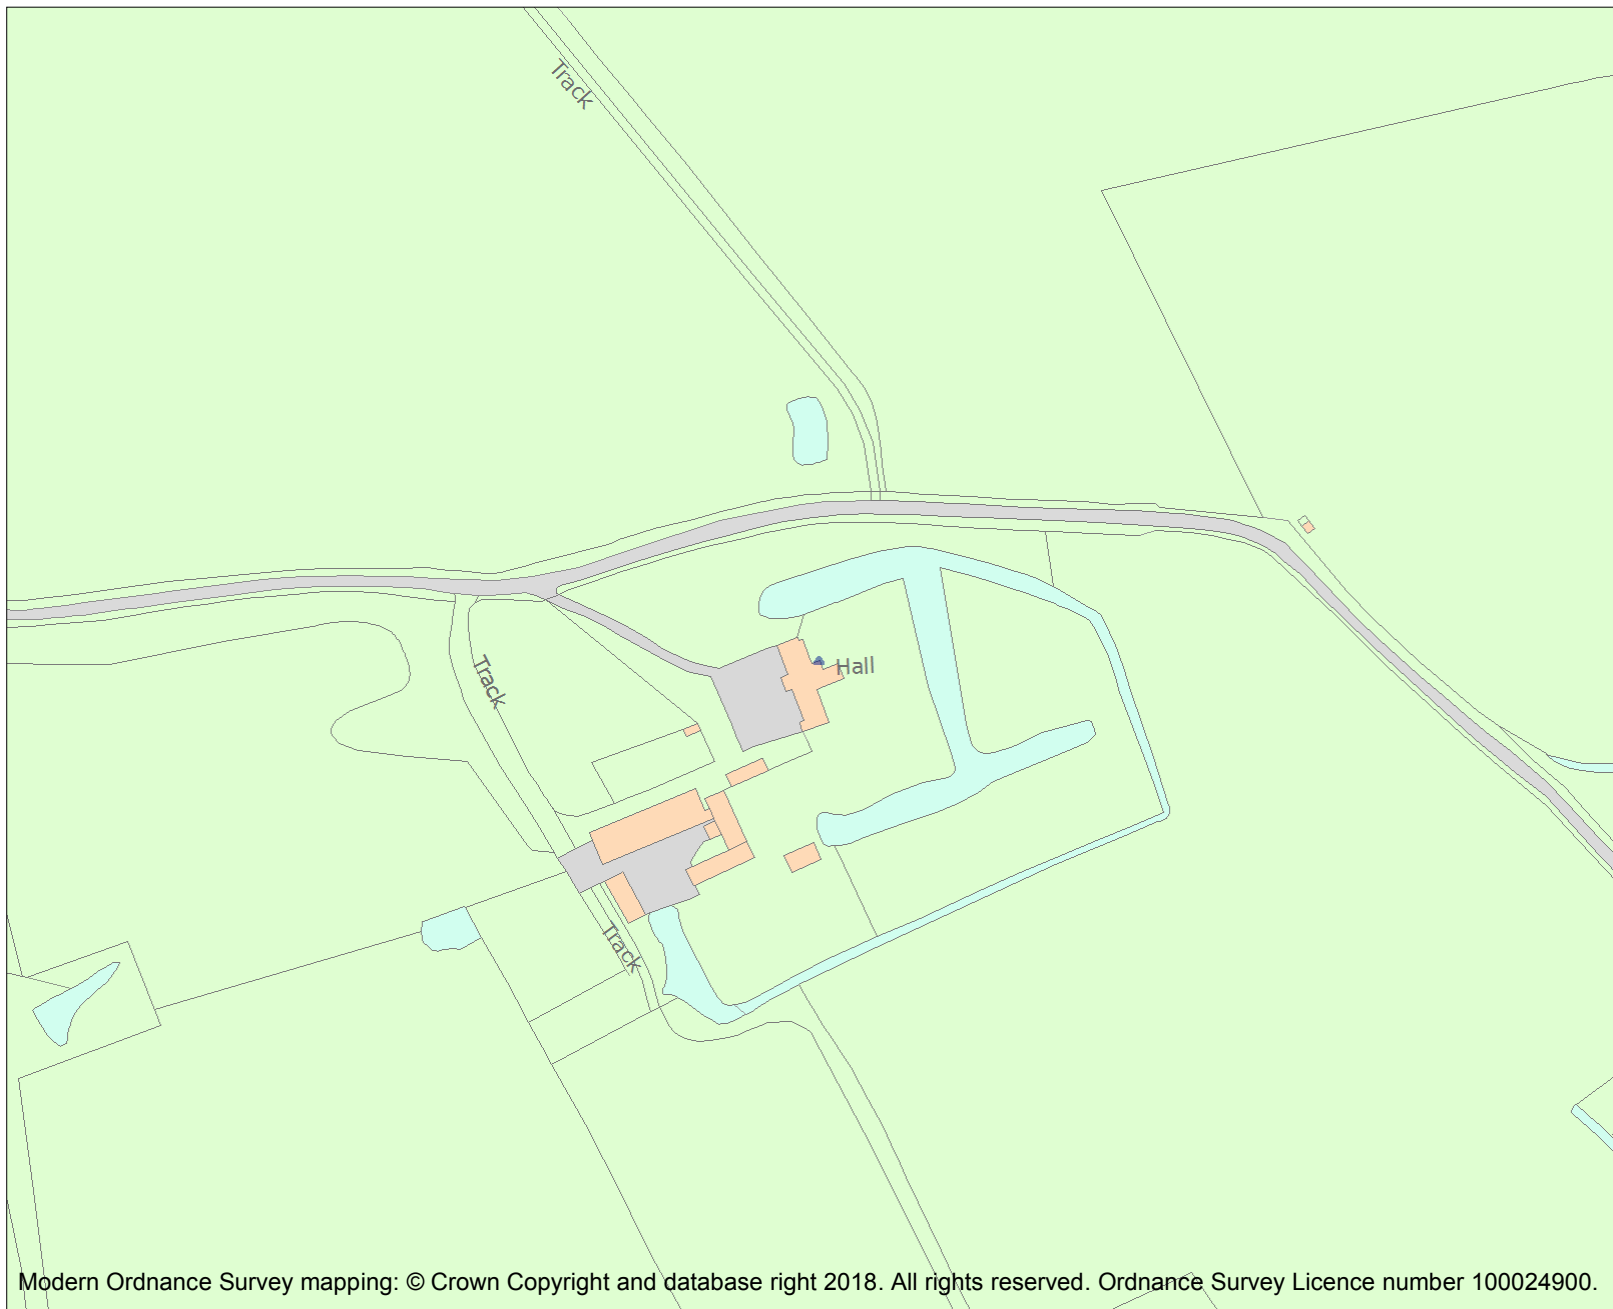 Track
Hall
Track
Track
Modern Ordnance Survey mapping: © Crown Copyright and database right 2018. All rights reserved. Ordnance Survey Licence number 100024900.